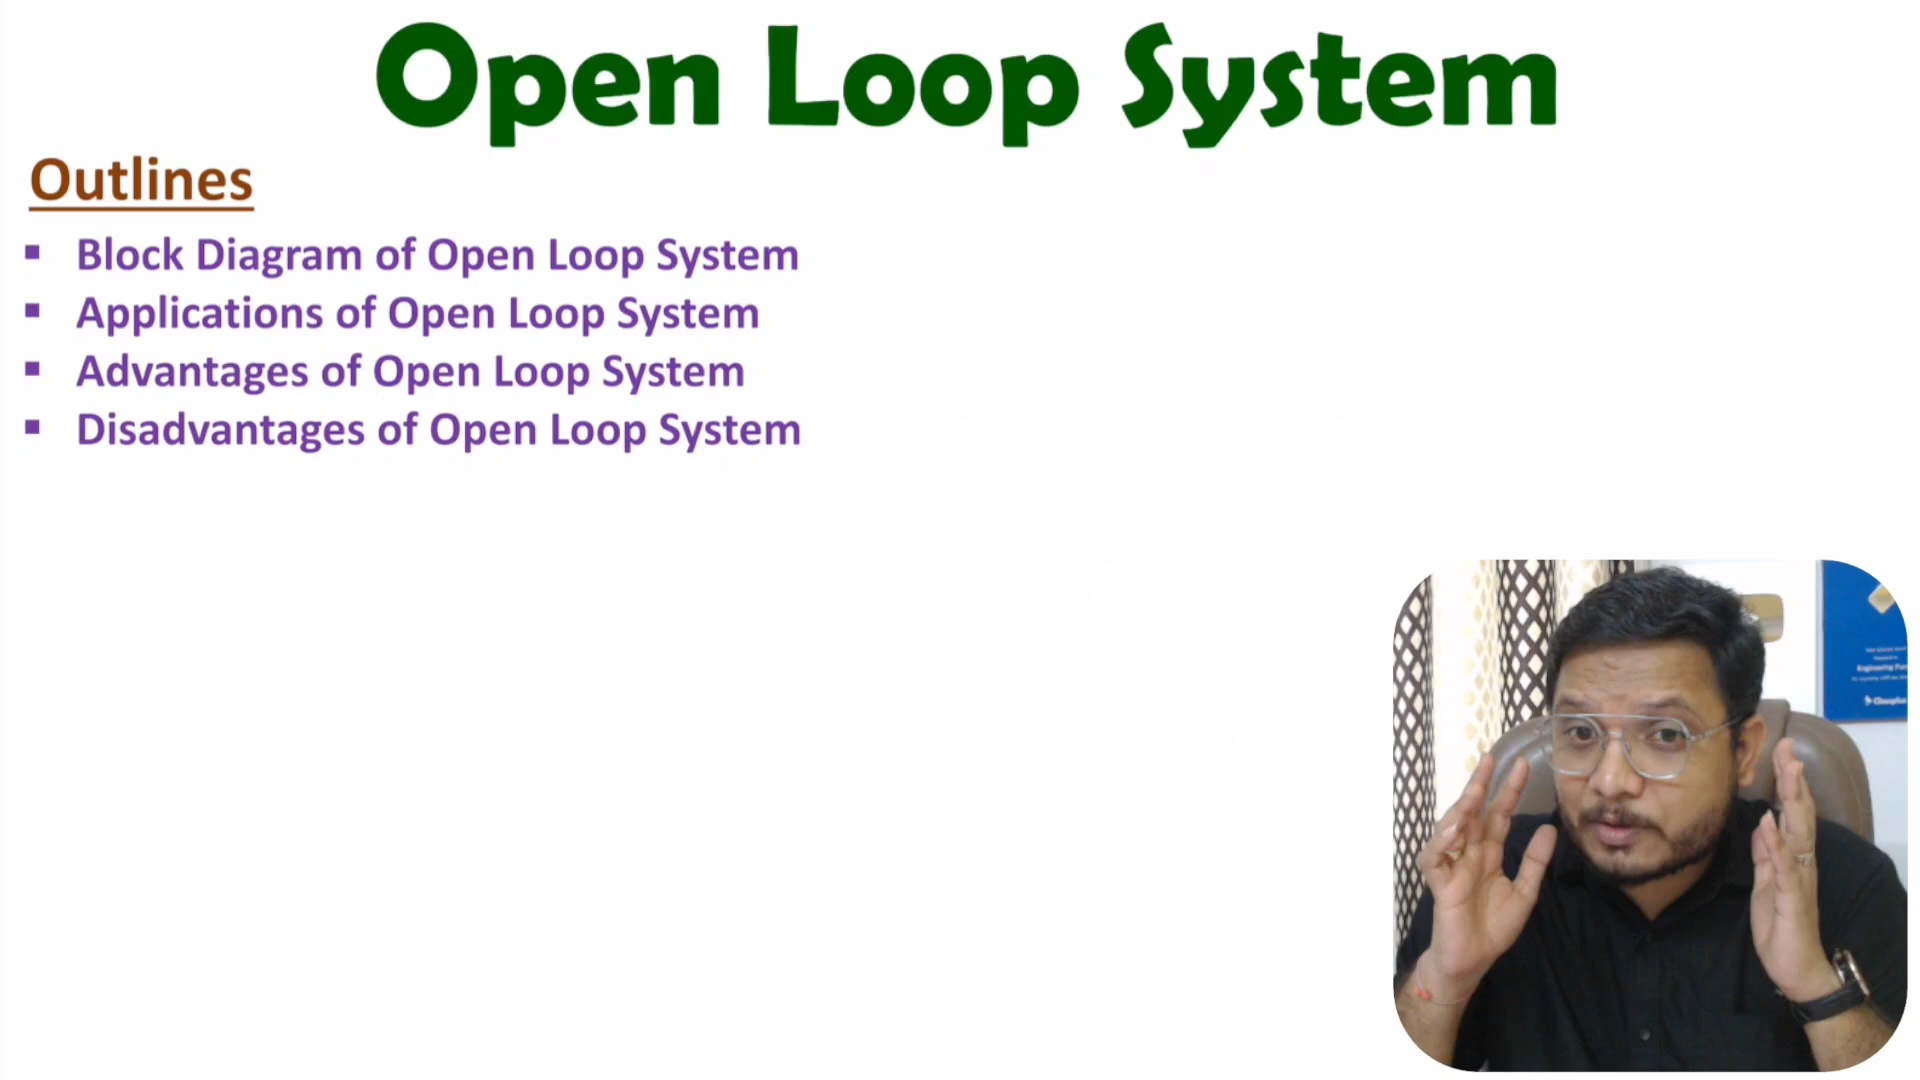 Open Loop System
Outlines
▪ Block Diagram of Open Loop System
▪ Applications of Open Loop System
▪ Advantages of Open Loop System
▪ Disadvantages of Open Loop System
Engineering